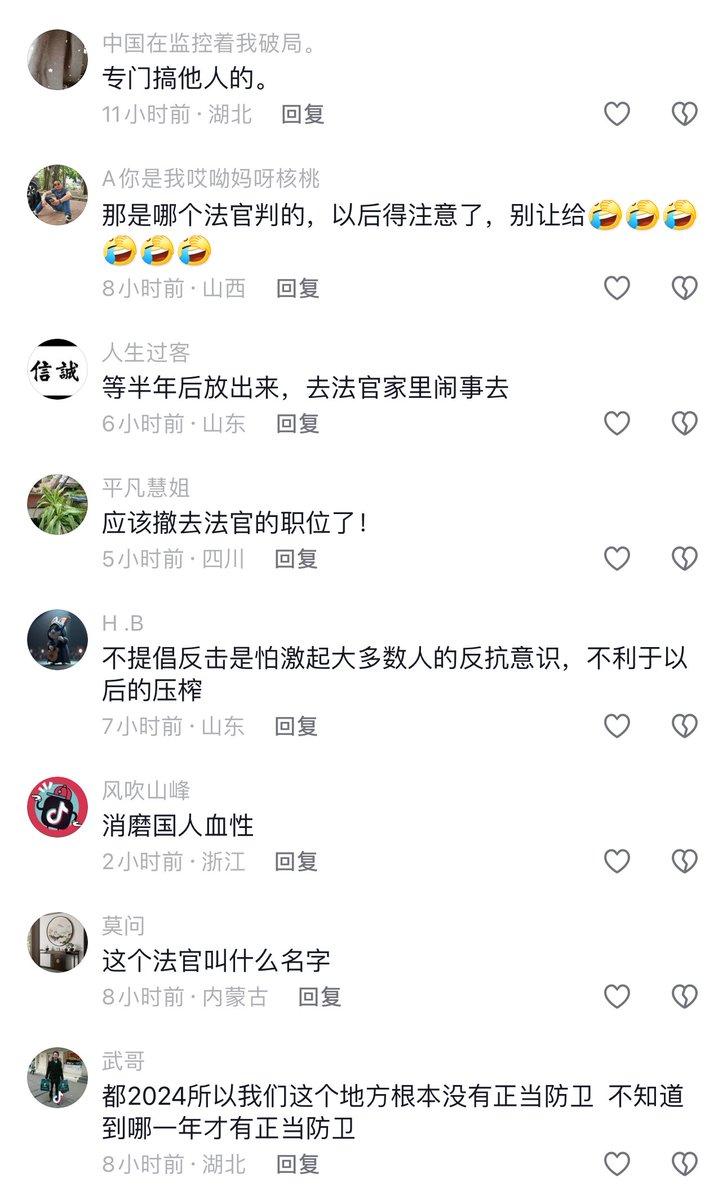 中国在监控着我破局。
专门搞他人的。
11小时前·湖北 回复
A你是我哎呦妈呀核桃
那是哪个法官判的，以后得注意了，别让给🤣🤣🤣
🤣🤣🤣
8小时前·山西 回复
信誠
人生过客
等半年后放出来，去法官家里闹事去
6小时前·山东 回复
平凡慧姐
应该撤去法官的职位了！
5小时前·四川 回复
H .B
不提倡反击是怕激起大多数人的反抗意识，不利于以
后的压榨
7小时前·山东 回复
风吹山峰
消磨国人血性
2小时前·浙江 回复
莫问
这个法官叫什么名字
8小时前·内蒙古 回复
武哥
都2024所以我们这个地方根本没有正当防卫 不知道
到哪一年才有正当防卫
8小时前·湖北 回复